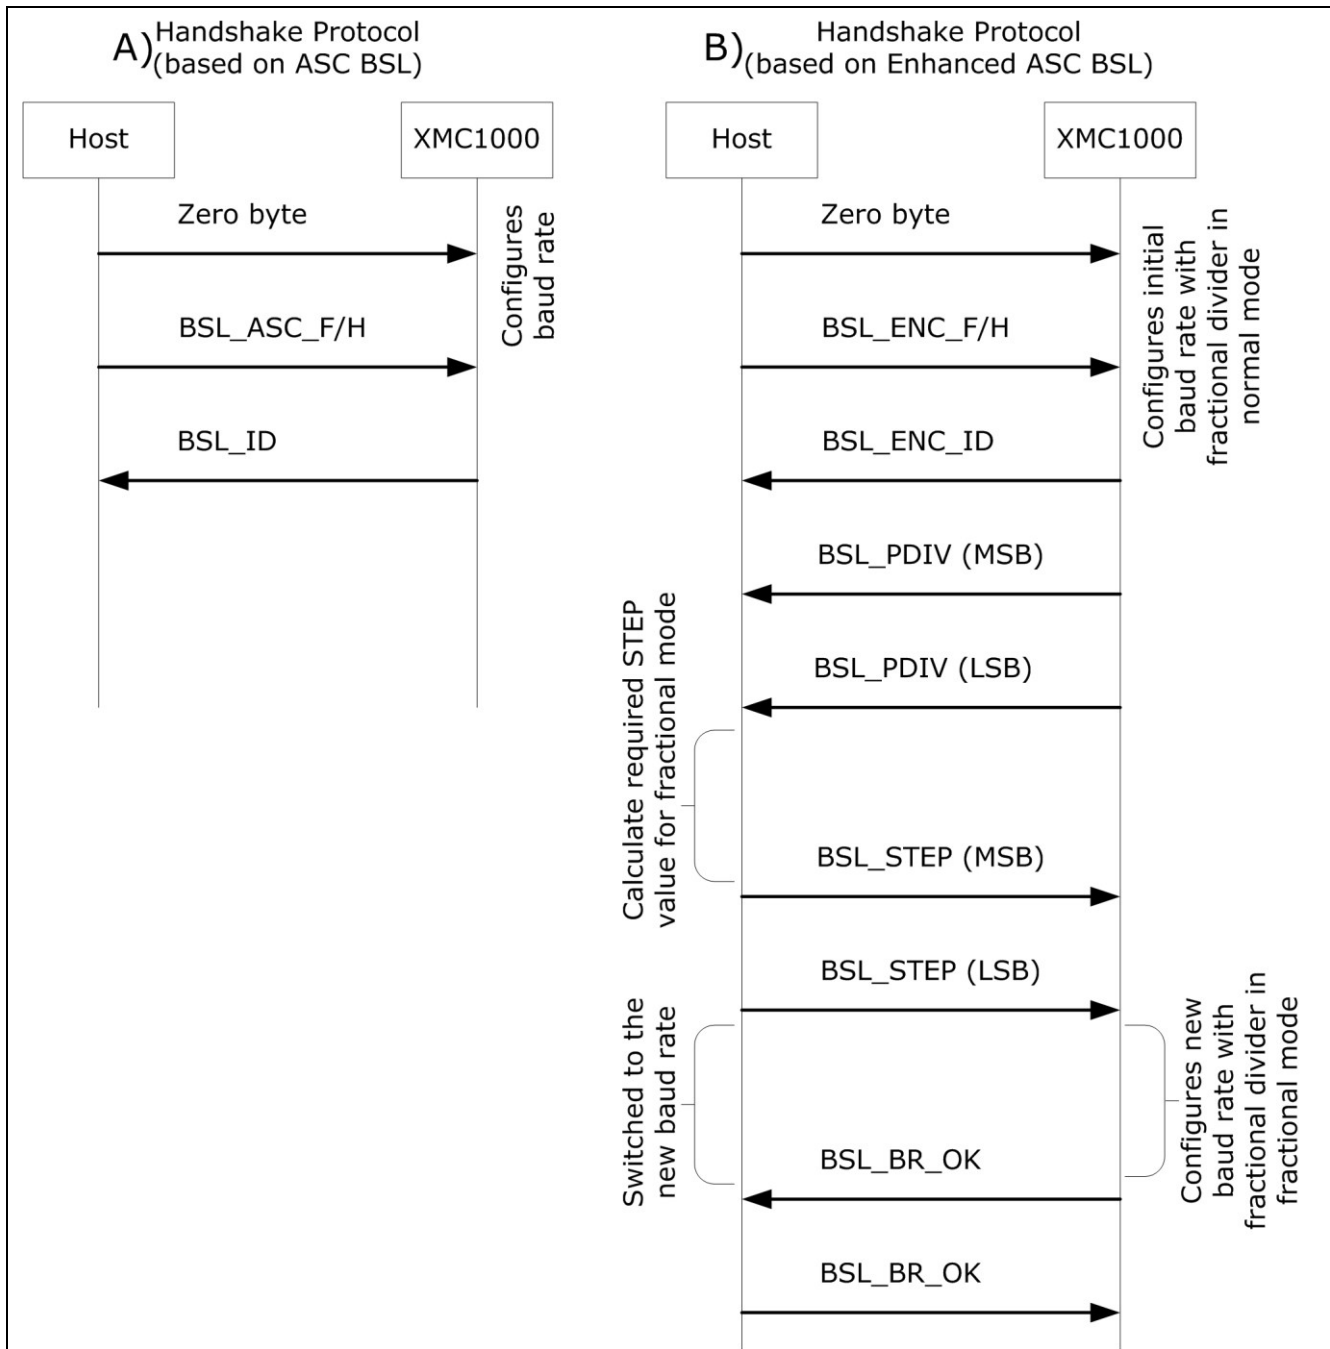 A) Handshake Protocol
(based on ASC BSL)
Host
XMC1000
Zero byte
Configures
baud rate
BSL_ASC_F/H
BSL_ID
B) Handshake Protocol
(based on Enhanced ASC BSL)
Host
XMC1000
Zero byte
Configures initial
baud rate with
fractional divider in
normal mode
BSL_ENC_F/H
BSL_ENC_ID
BSL_PDIV (MSB)
BSL_PDIV (LSB)
Calculate required STEP
value for fractional mode
BSL_STEP (MSB)
BSL_STEP (LSB)
Switched to the
new baud rate
Configures new
baud rate with
fractional divider in
fractional mode
BSL_BR_OK
BSL_BR_OK